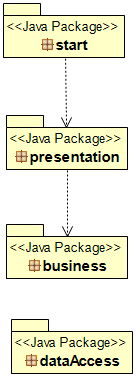 <<Java Package>>
start
<<Java Package>>
presentation
<<Java Package>>
business
<<Java Package>>
dataAccess